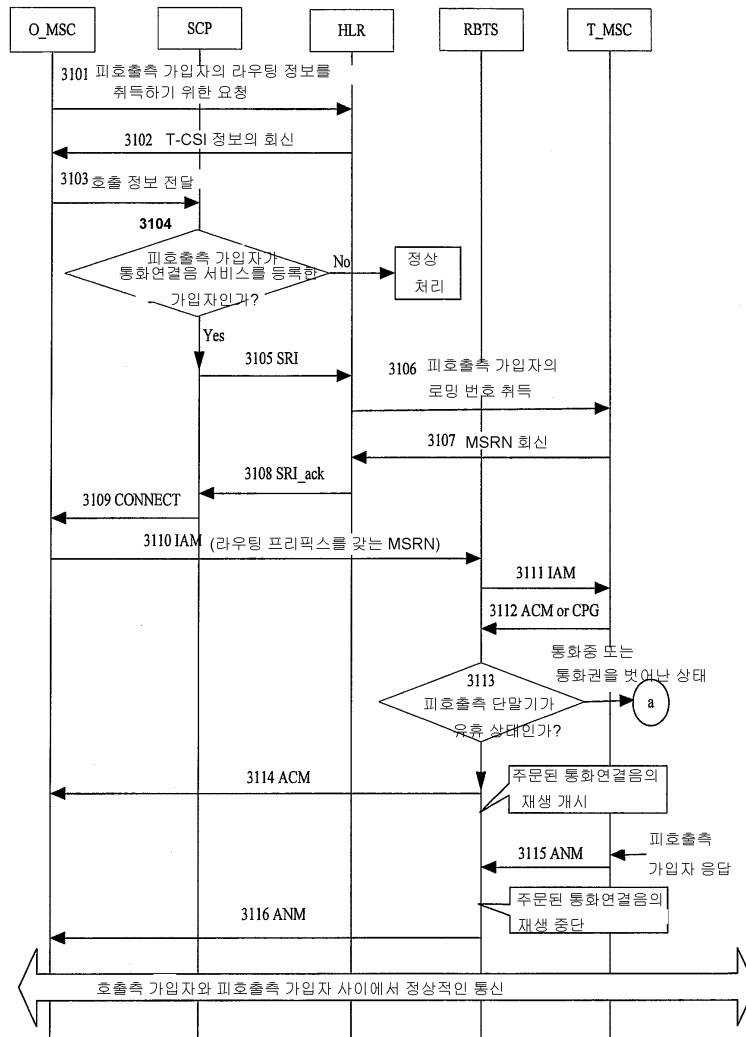 O_MSC
SCP
HLR
RBTS
T_MSC
3101 피호출측 가입자의 라우팅 정보를
취득하기 위한 요청
3102 T-CSI 정보의 회신
3103 호출 정보 전달
3104
피호출측 가입자가
통화연결음 서비스를 등록한
가입자인가?
No
정상
처리
Yes
3105 SRI
3106 피호출측 가입자의
로밍 번호 취득
3107 MSRN 회신
3108 SRI_ack
3109 CONNECT
3110 IAM (라우팅 프리픽스를 갖는 MSRN)
3111 IAM
3112 ACM or CPG
통화중 또는
통화권을 벗어난 상태
3113
피호출측 단말기가
유휴 상태인가?
a
3114 ACM
주문된 통화연결음의
재생 개시
피호출측
가입자 응답
3115 ANM
주문된 통화연결음의
재생 중단
3116 ANM
호출측 가입자와 피호출측 가입자 사이에서 정상적인 통신